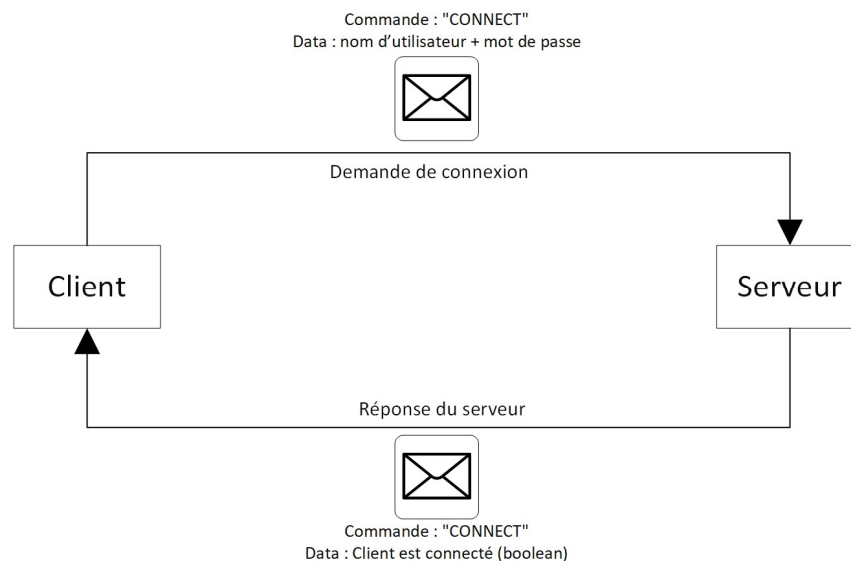 Commande : "CONNECT"
Data : nom d’utilisateur + mot de passe
Demande de connexion
Client
Serveur
Réponse du serveur
Commande : "CONNECT"
Data : Client est connecté (boolean)